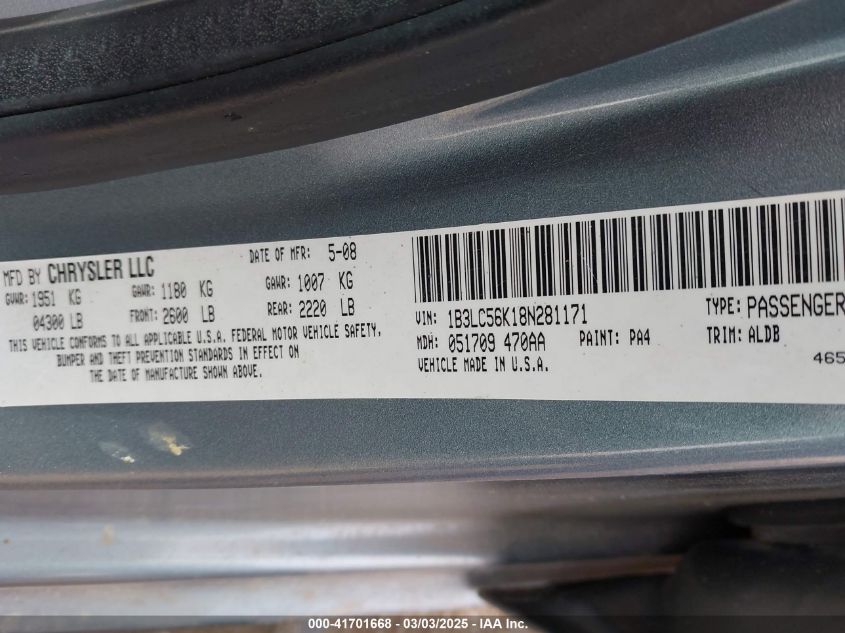 MFD BY CHRYSLER LLC
DATE OF MFR: 5-08
GVWR: 1951 KG
GAWR: 1180 KG
GAWR: 1007 KG
04300 LB
FRONT: 2600 LB
REAR: 2220 LB
THIS VEHICLE CONFORMS TO ALL APPLICABLE U.S.A. FEDERAL MOTOR VEHICLE SAFETY,
BUMPER AND THEFT PREVENTION STANDARDS IN EFFECT ON
THE DATE OF MANUFACTURE SHOWN ABOVE.
VIN: 1B3LC56K18N281171
TYPE: PASSENGER
MDH: 051709 470AA
PAINT: PA4
TRIM: ALDB
VEHICLE MADE IN U.S.A.
465
000-41701668 - 03/03/2025 - IAA Inc.